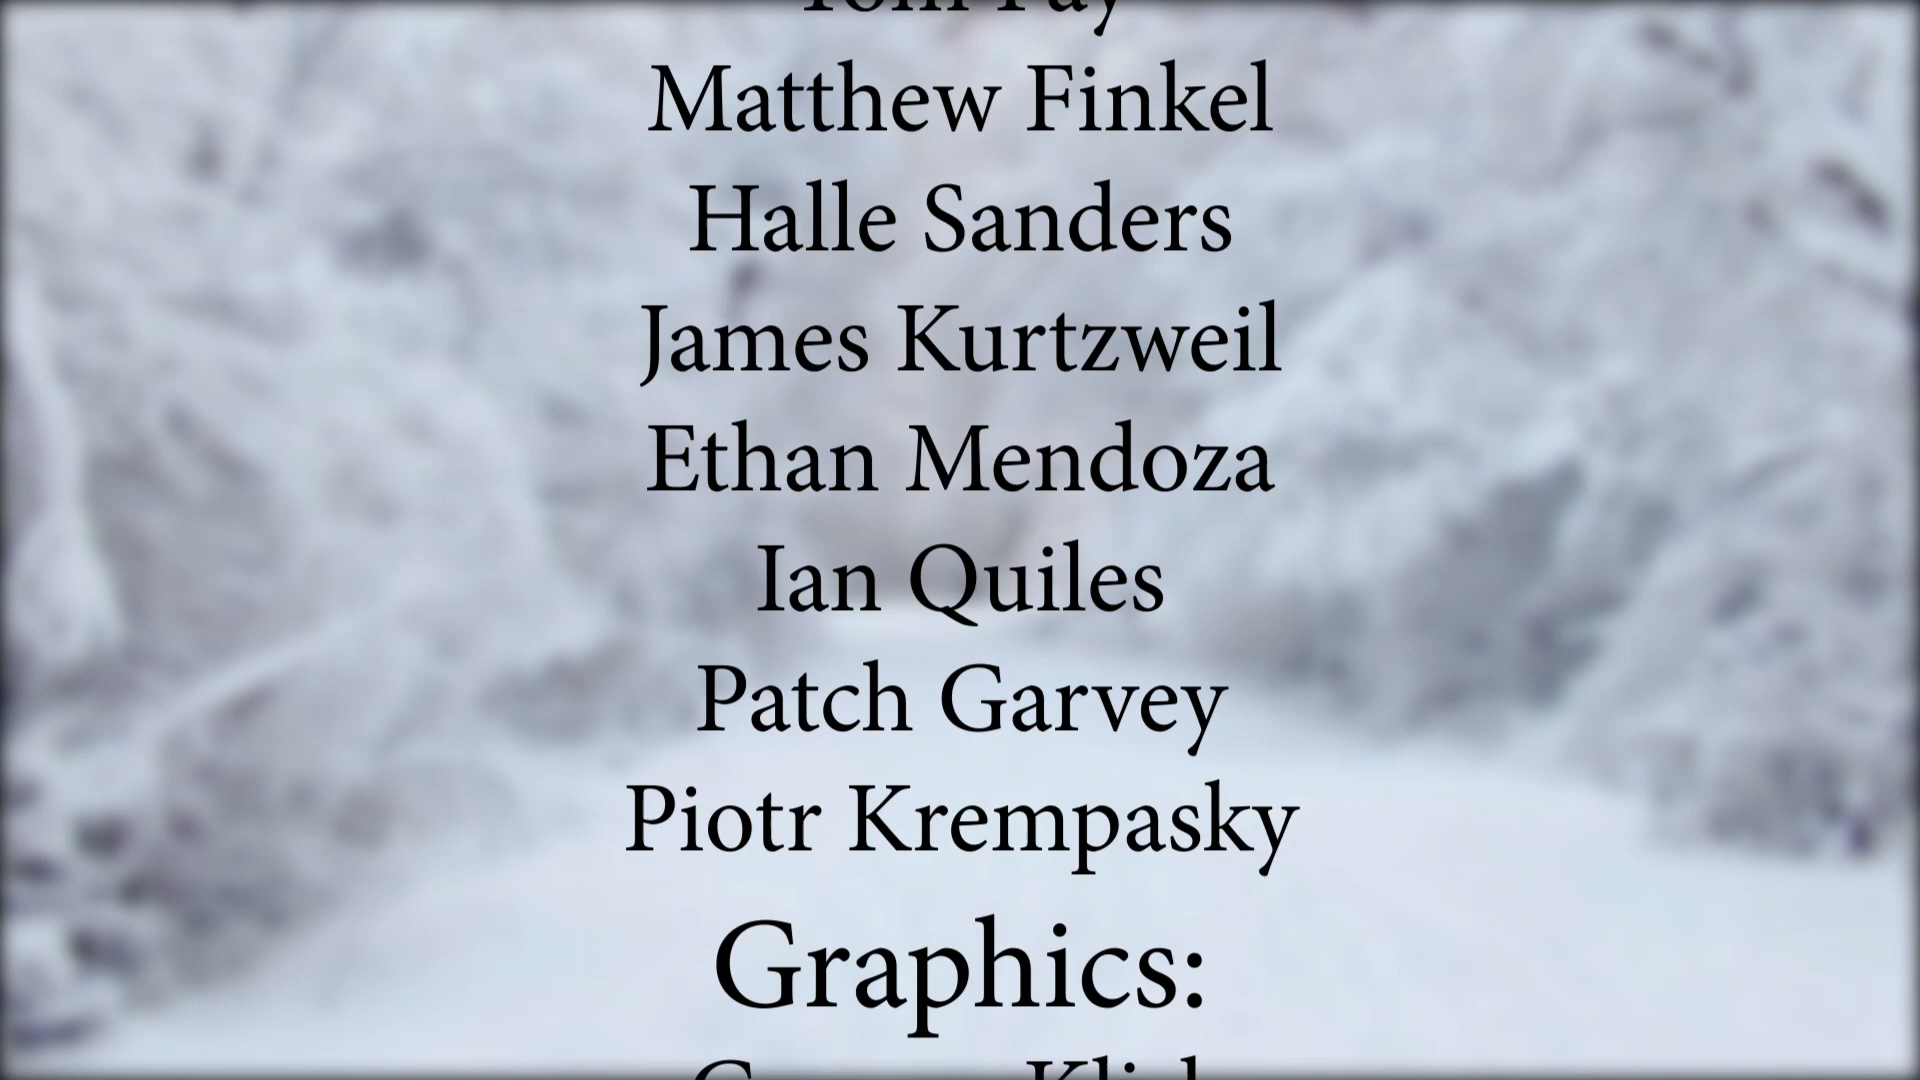 Matthew Finkel
Halle Sanders
James Kurtzweil
Ethan Mendoza
Ian Quiles
Patch Garvey
Piotr Krempasky
Graphics: